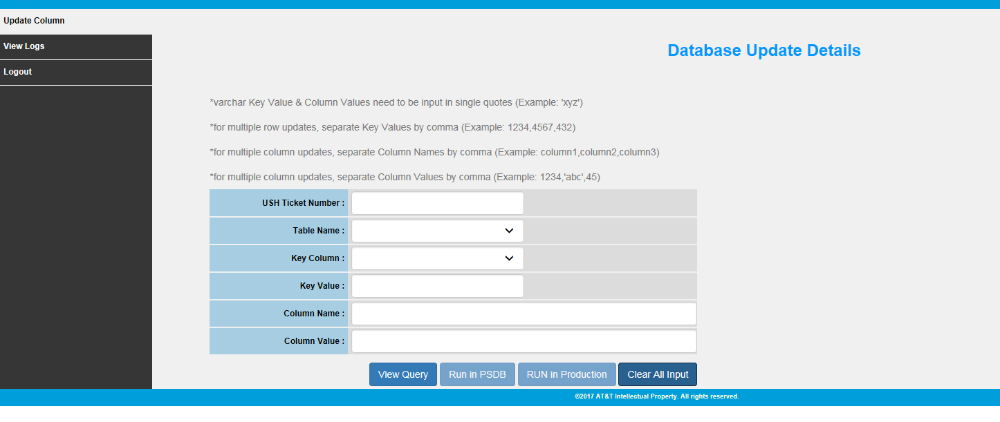 Update Column
View Logs
Logout
Database Update Details
*varchar Key Value & Column Values need to be input in single quotes (Example: 'xyz')
*for multiple row updates, separate Key Values by comma (Example: 1234,4567,432)
*for multiple column updates, separate Column Names by comma (Example: column1,column2,column3)
*for multiple column updates, separate Column Values by comma (Example: 1234,'abc',45)
USH Ticket Number :
Table Name :
Key Column :
Key Value :
Column Name :
Column Value :
View Query Run in PSDB RUN in Production Clear All Input
©2017 AT&T Intellectual Property. All rights reserved.